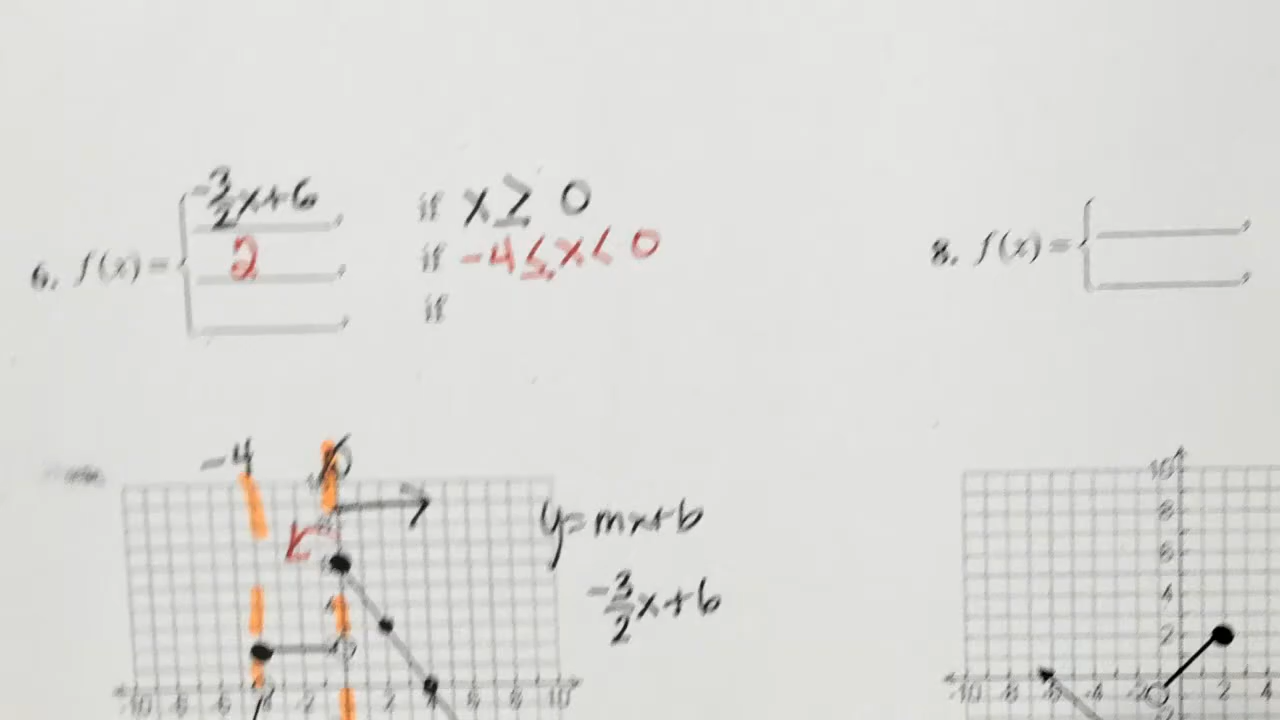 -3/2x+6 if x ≥ 0
6. f(x) = 2 if -4 ≤ x < 0
if
8. f(x) =
-4 0
y=mx+b
-3/2x+6
10
8
6
4
2
-10 -8 -6 -2 2 4 6 8 10
-10 -8 -6 -4 -2 2 4